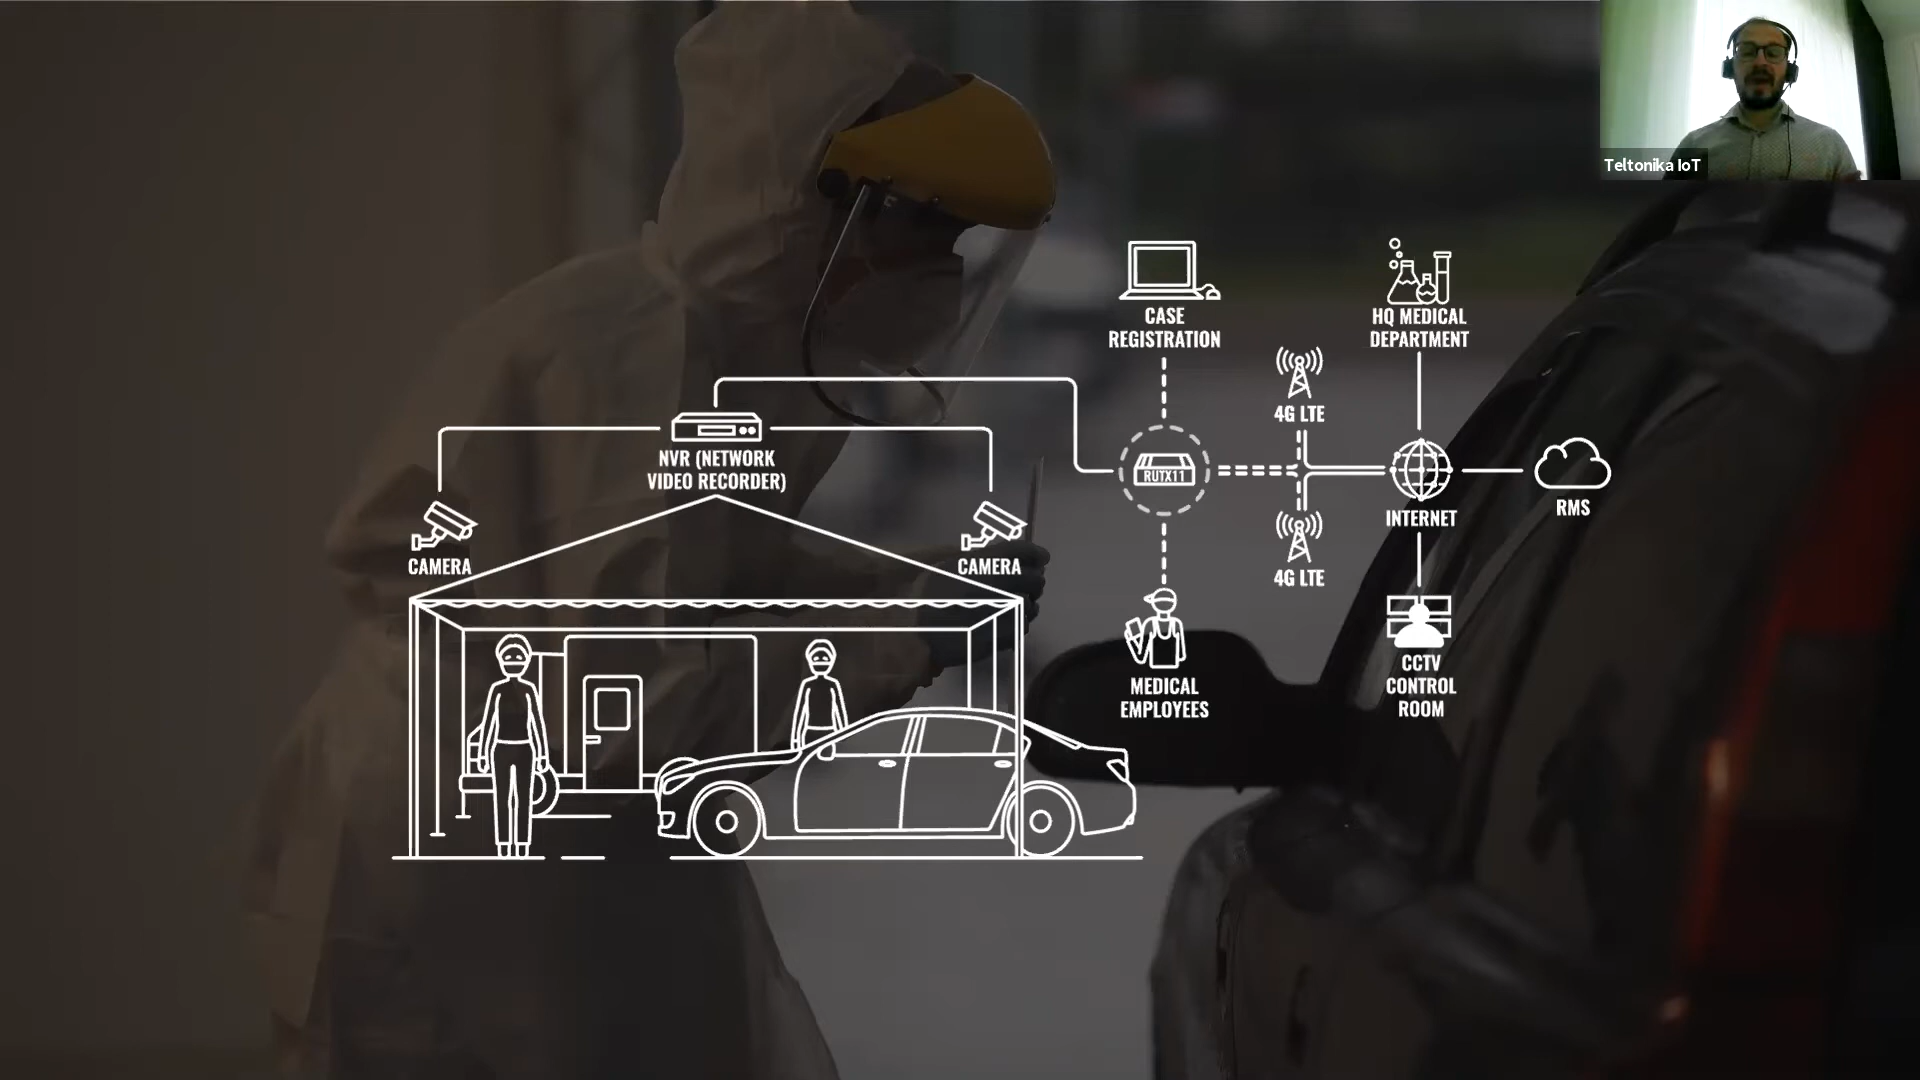 Teltonika IoT
CASE
REGISTRATION
HQ MEDICAL
DEPARTMENT
4G LTE
NVR (NETWORK
VIDEO RECORDER)
RUTX11
CAMERA
CAMERA
INTERNET
RMS
4G LTE
MEDICAL
EMPLOYEES
CCTV
CONTROL
ROOM